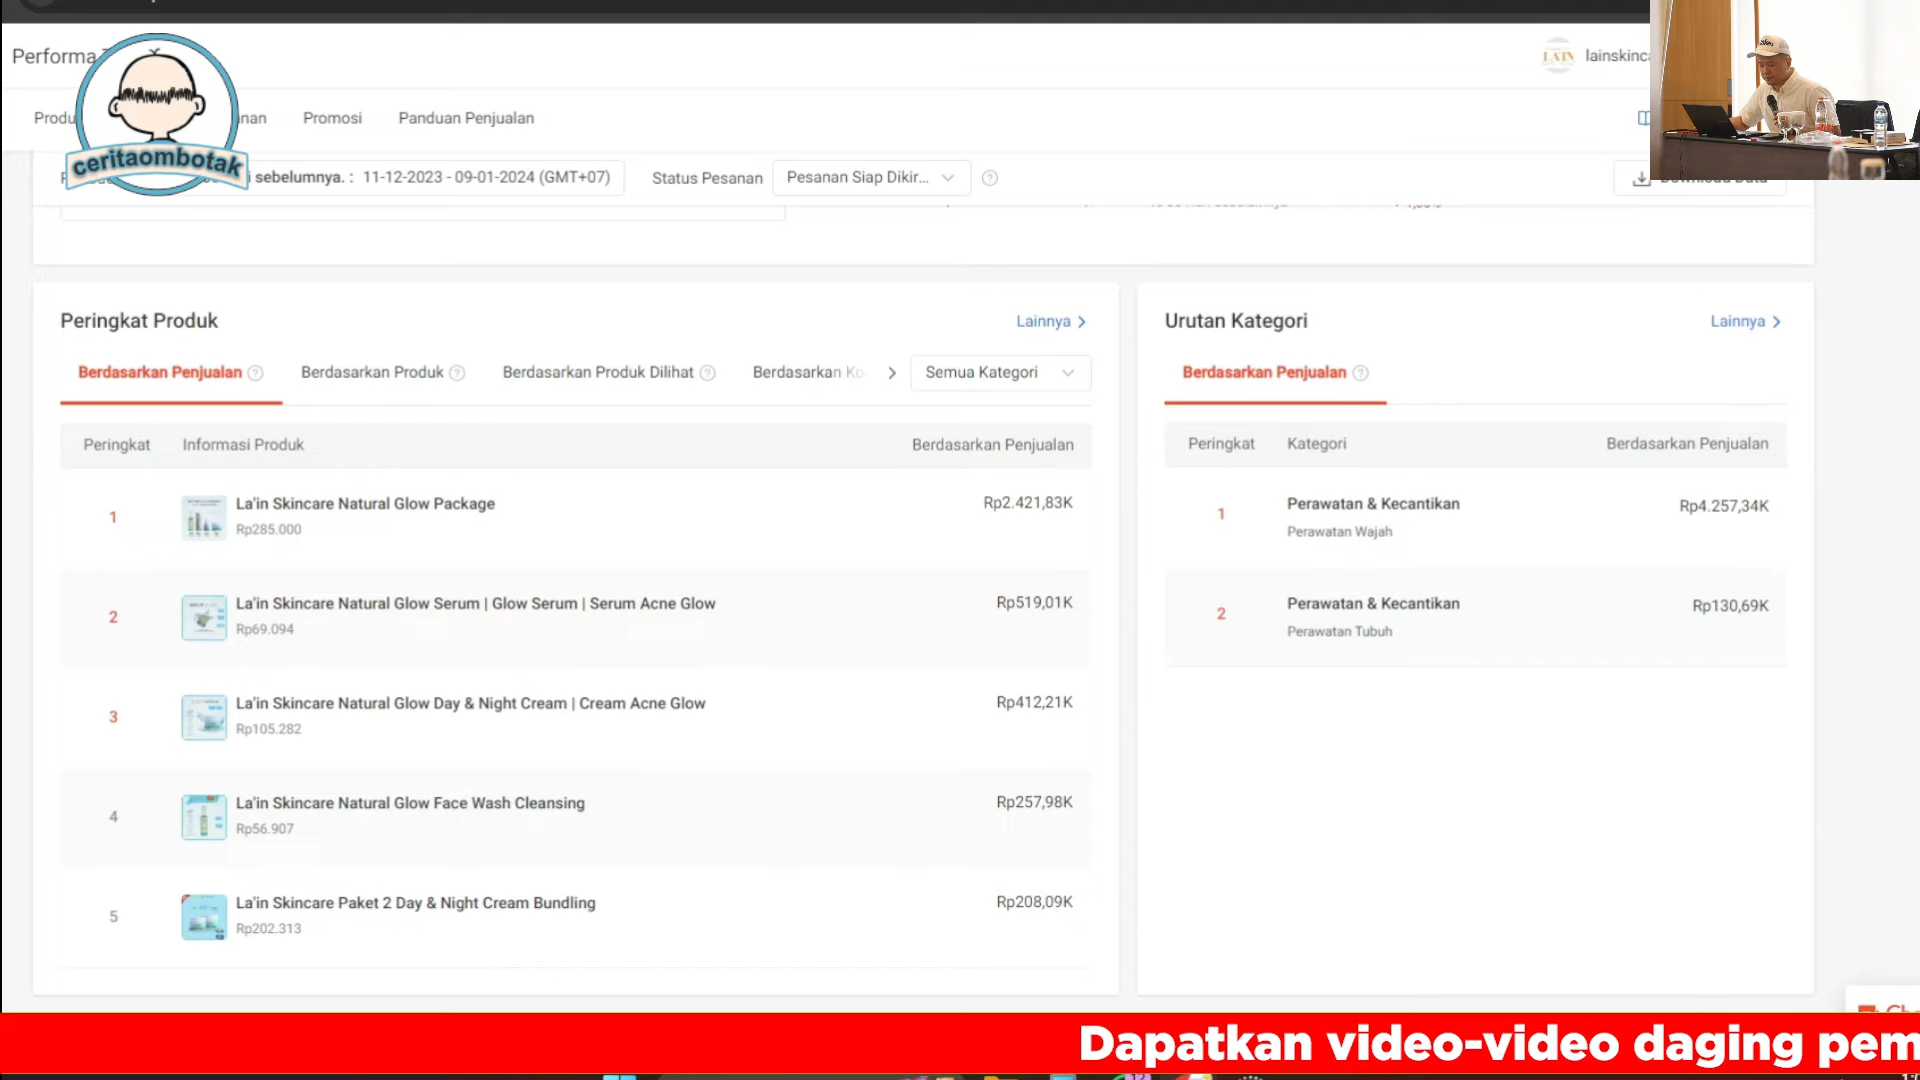 Performa
lainskinca
Produ
anan
Promosi
Panduan Penjualan
ceritaombotak
sebelumnya. : 11-12-2023 - 09-01-2024 (GMT+07)
Status Pesanan
Pesanan Siap Dikir...
Download Data
Peringkat Produk
Lainnya
Berdasarkan Penjualan
Berdasarkan Produk
Berdasarkan Produk Dilihat
Berdasarkan Ko
Semua Kategori
Peringkat
Informasi Produk
Berdasarkan Penjualan
1
La'in Skincare Natural Glow Package
Rp285.000
Rp2.421,83K
2
La'in Skincare Natural Glow Serum | Glow Serum | Serum Acne Glow
Rp69.094
Rp519,01K
3
La'in Skincare Natural Glow Day & Night Cream | Cream Acne Glow
Rp105.282
Rp412,21K
4
La'in Skincare Natural Glow Face Wash Cleansing
Rp56.907
Rp257,98K
5
La'in Skincare Paket 2 Day & Night Cream Bundling
Rp202.313
Rp208,09K
Urutan Kategori
Lainnya
Berdasarkan Penjualan
Peringkat
Kategori
Berdasarkan Penjualan
1
Perawatan & Kecantikan
Perawatan Wajah
Rp4.257,34K
2
Perawatan & Kecantikan
Perawatan Tubuh
Rp130,69K
Dapatkan video-video daging pem